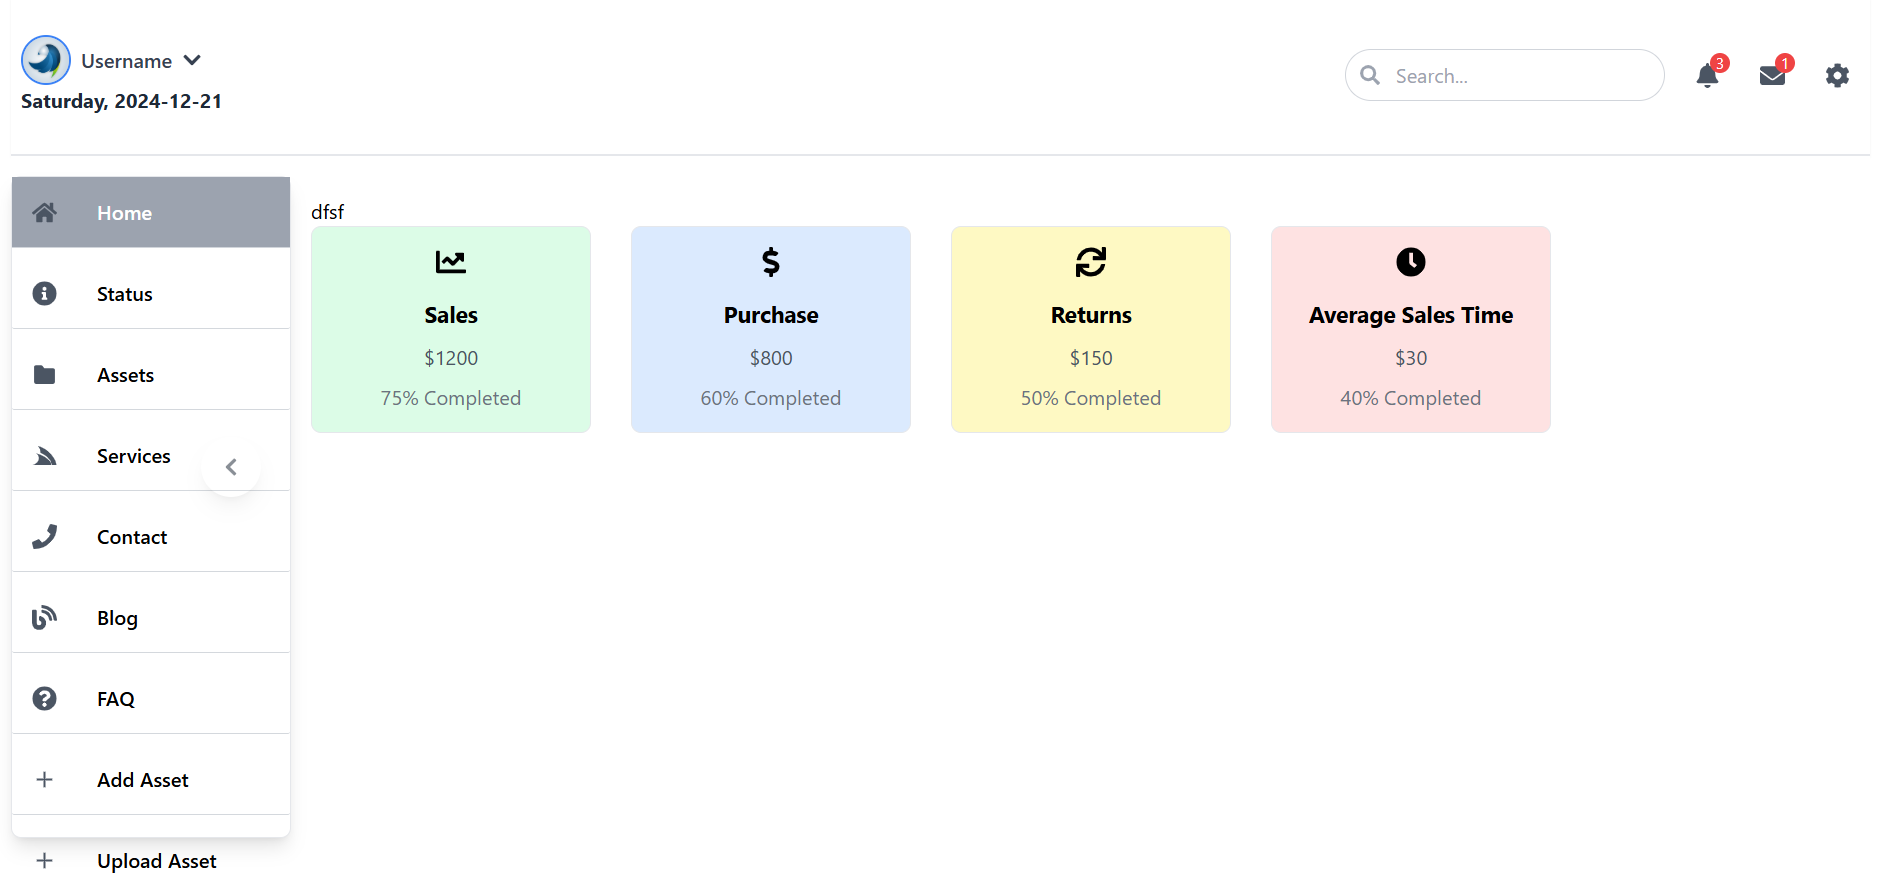 Username
Saturday, 2024-12-21
Search...
3
1
Home
Status
Assets
Services
Contact
Blog
FAQ
Add Asset
Upload Asset
dfsf
Sales
$1200
75% Completed
Purchase
$800
60% Completed
Returns
$150
50% Completed
Average Sales Time
$30
40% Completed